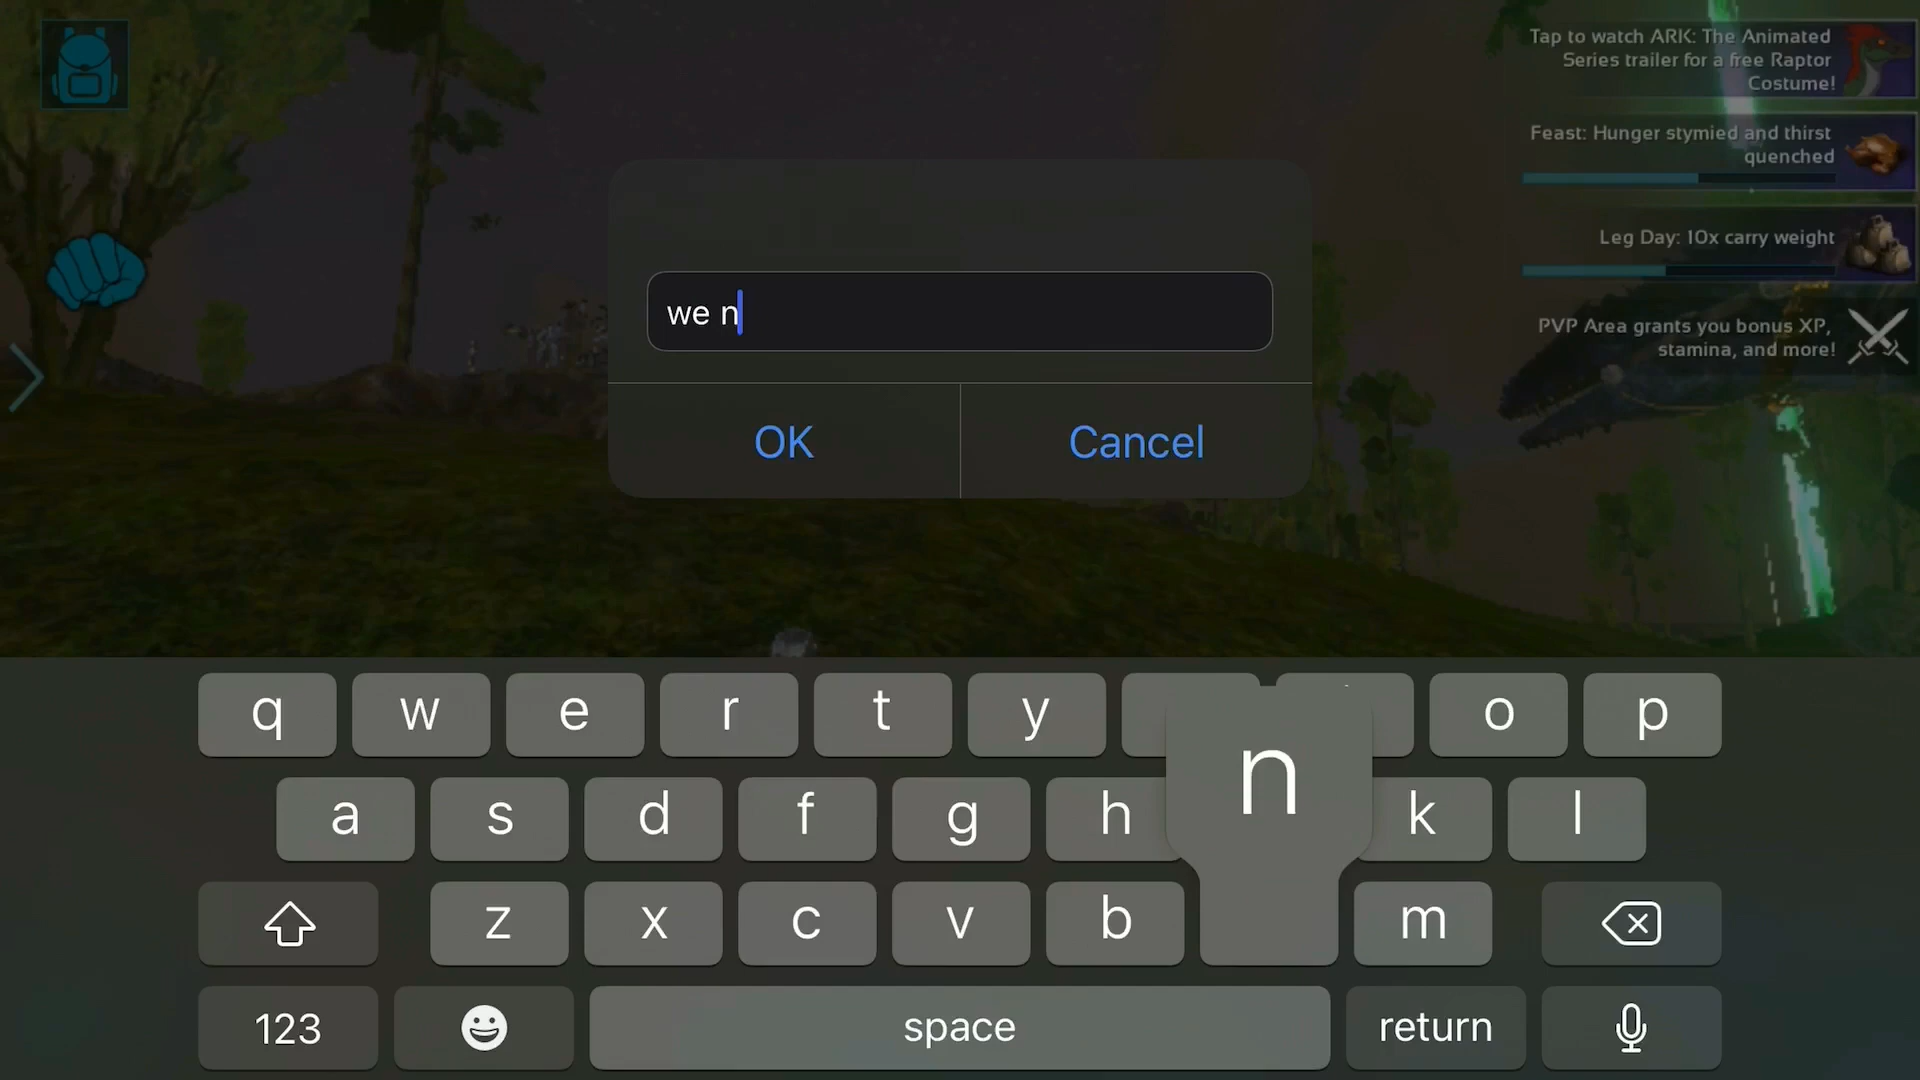 Tap to watch ARK: The Animated
Series trailer for a free Raptor
Costume!
Feast: Hunger stymied and thirst
quenched
Leg Day: 10x carry weight
PVP Area grants you bonus XP,
stamina, and more!
we n
OK Cancel
q w e r t y o p
n
a s d f g h k l
z x c v b m
123 space return